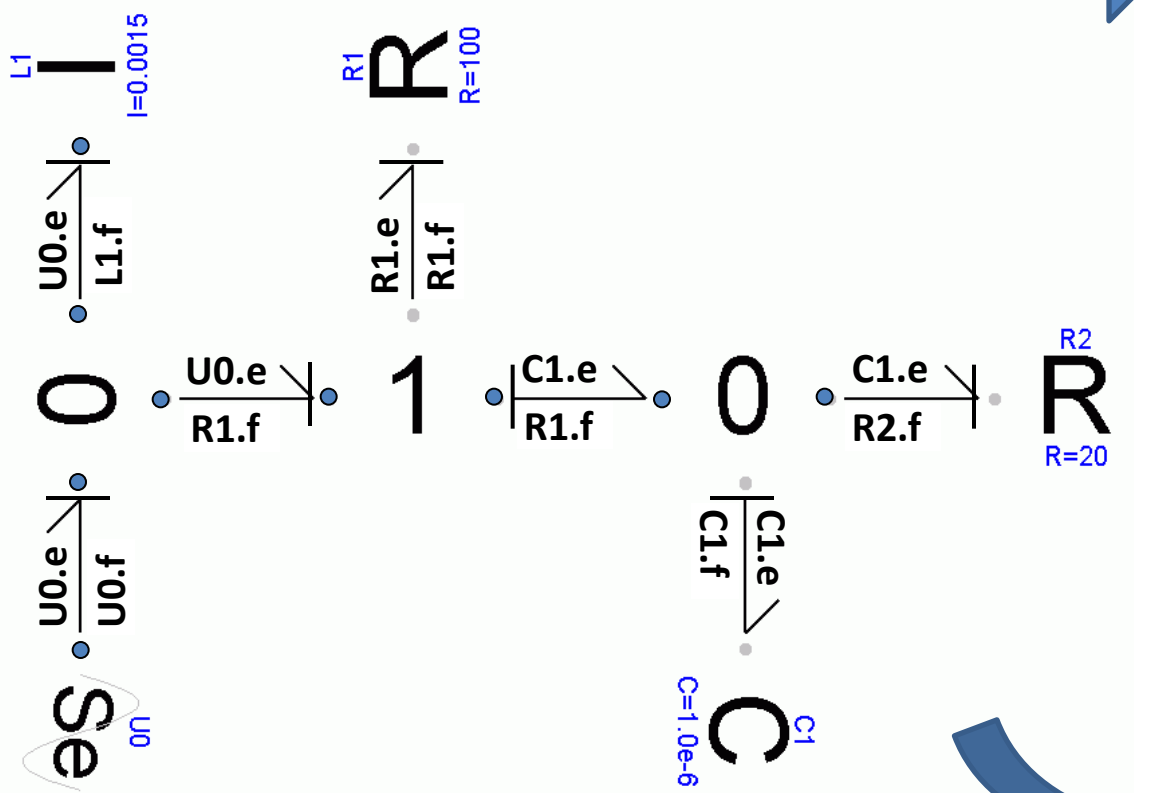 L1
I
I=0.0015
R1
R
R=100
U0.e
L1.f
R1.e
R1.f
0
U0.e
R1.f
1
C1.e
R1.f
0
C1.e
R2.f
R2
R
R=20
U0.e
U0.f
C1.f
C1.e
Se
U0
C=1.0e-6
C
C1